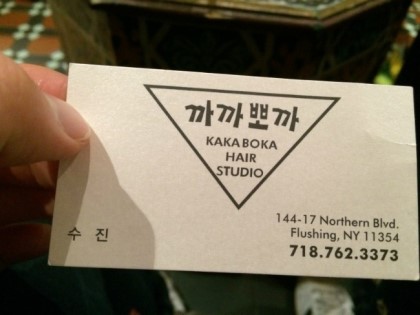 까까뽀까
KAKA BOKA
HAIR
STUDIO
144-17 Northern Blvd.
Flushing, NY 11354
718.762.3373
수 진